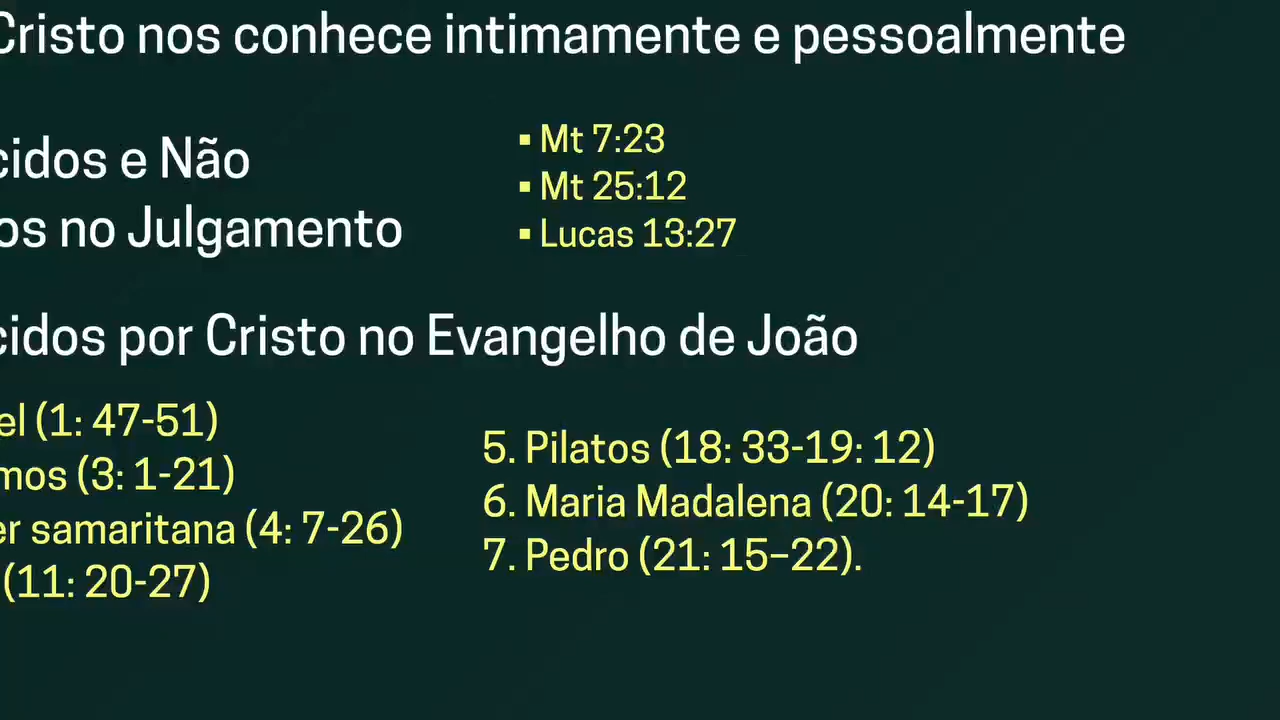 Cristo nos conhece intimamente e pessoalmente
cidos e Não
os no Julgamento
▪ Mt 7:23
▪ Mt 25:12
▪ Lucas 13:27
cidos por Cristo no Evangelho de João
el (1: 47-51)
mos (3: 1-21)
er samaritana (4: 7-26)
(11: 20-27)
5. Pilatos (18: 33-19: 12)
6. Maria Madalena (20: 14-17)
7. Pedro (21: 15–22).